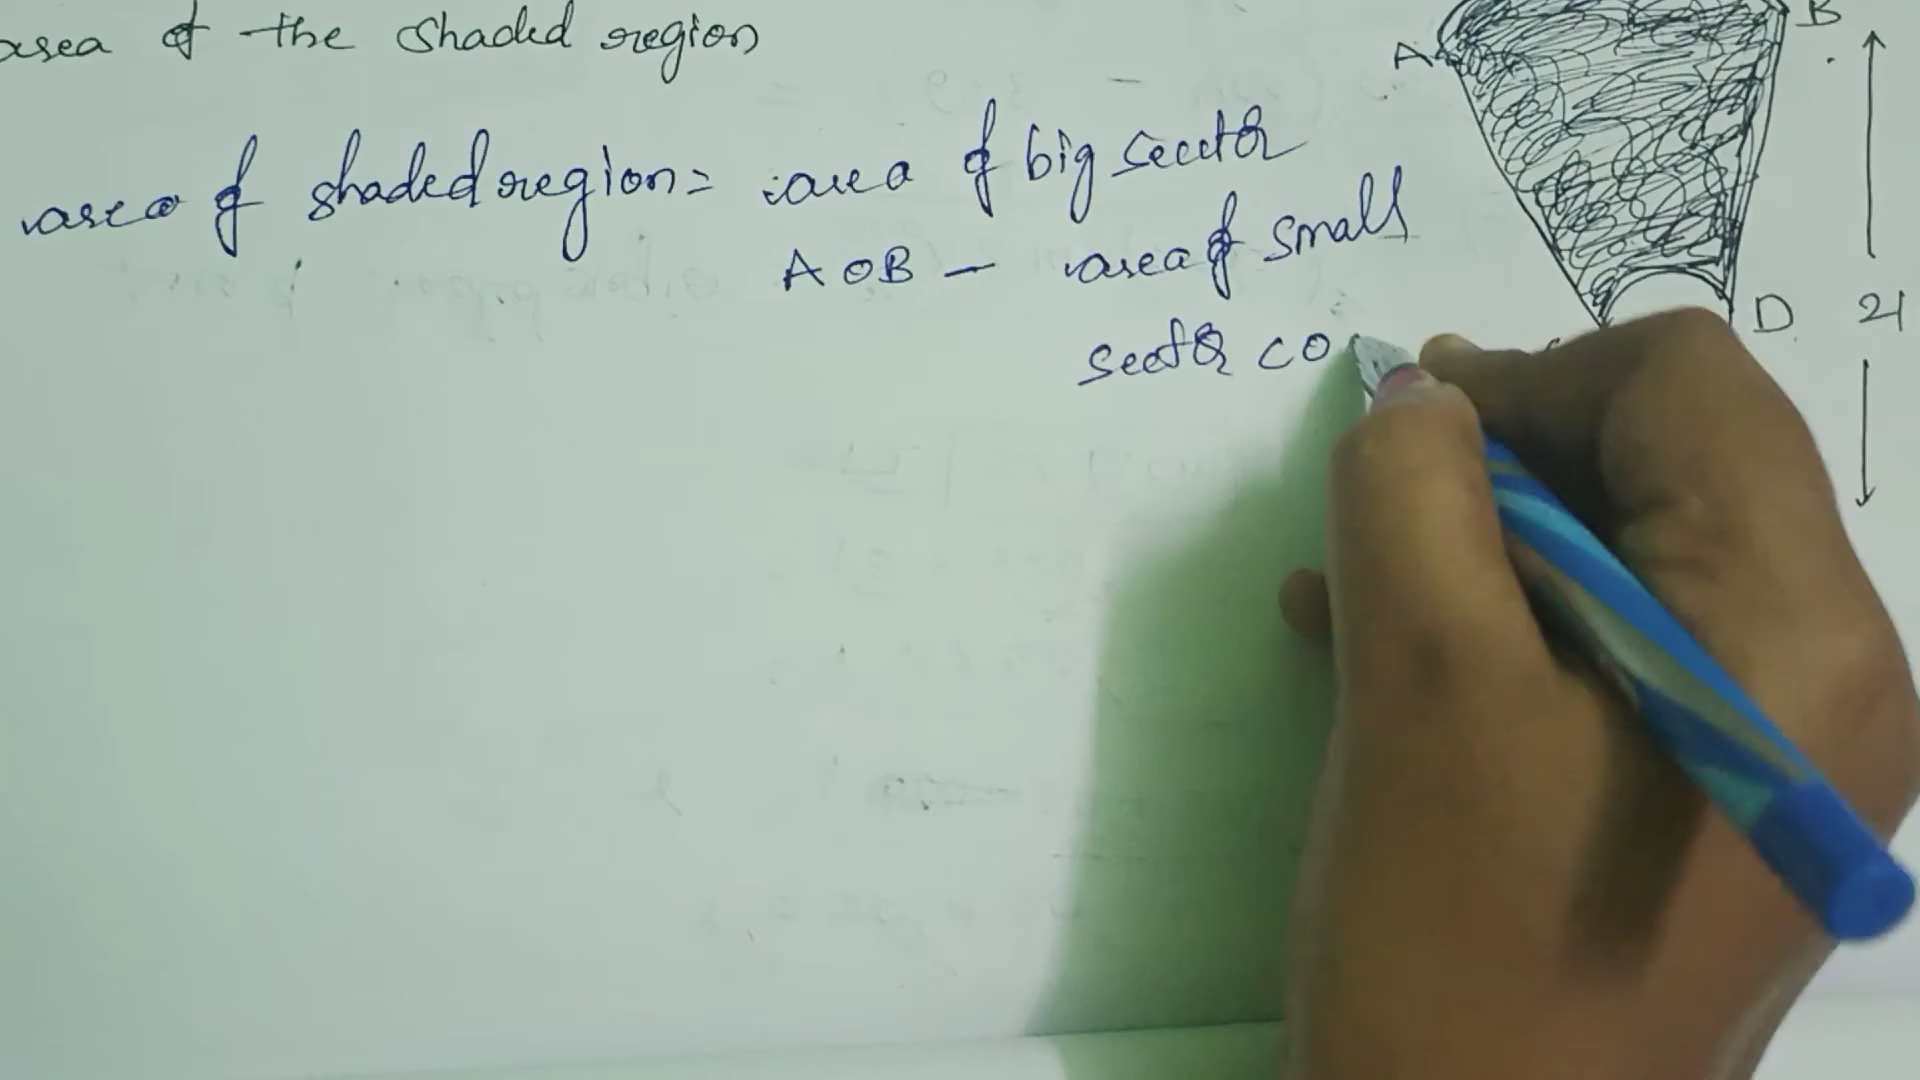 area of the shaded region
area of shaded region = area of big sector
AOB - area of small
sector CO
A
B
D
21